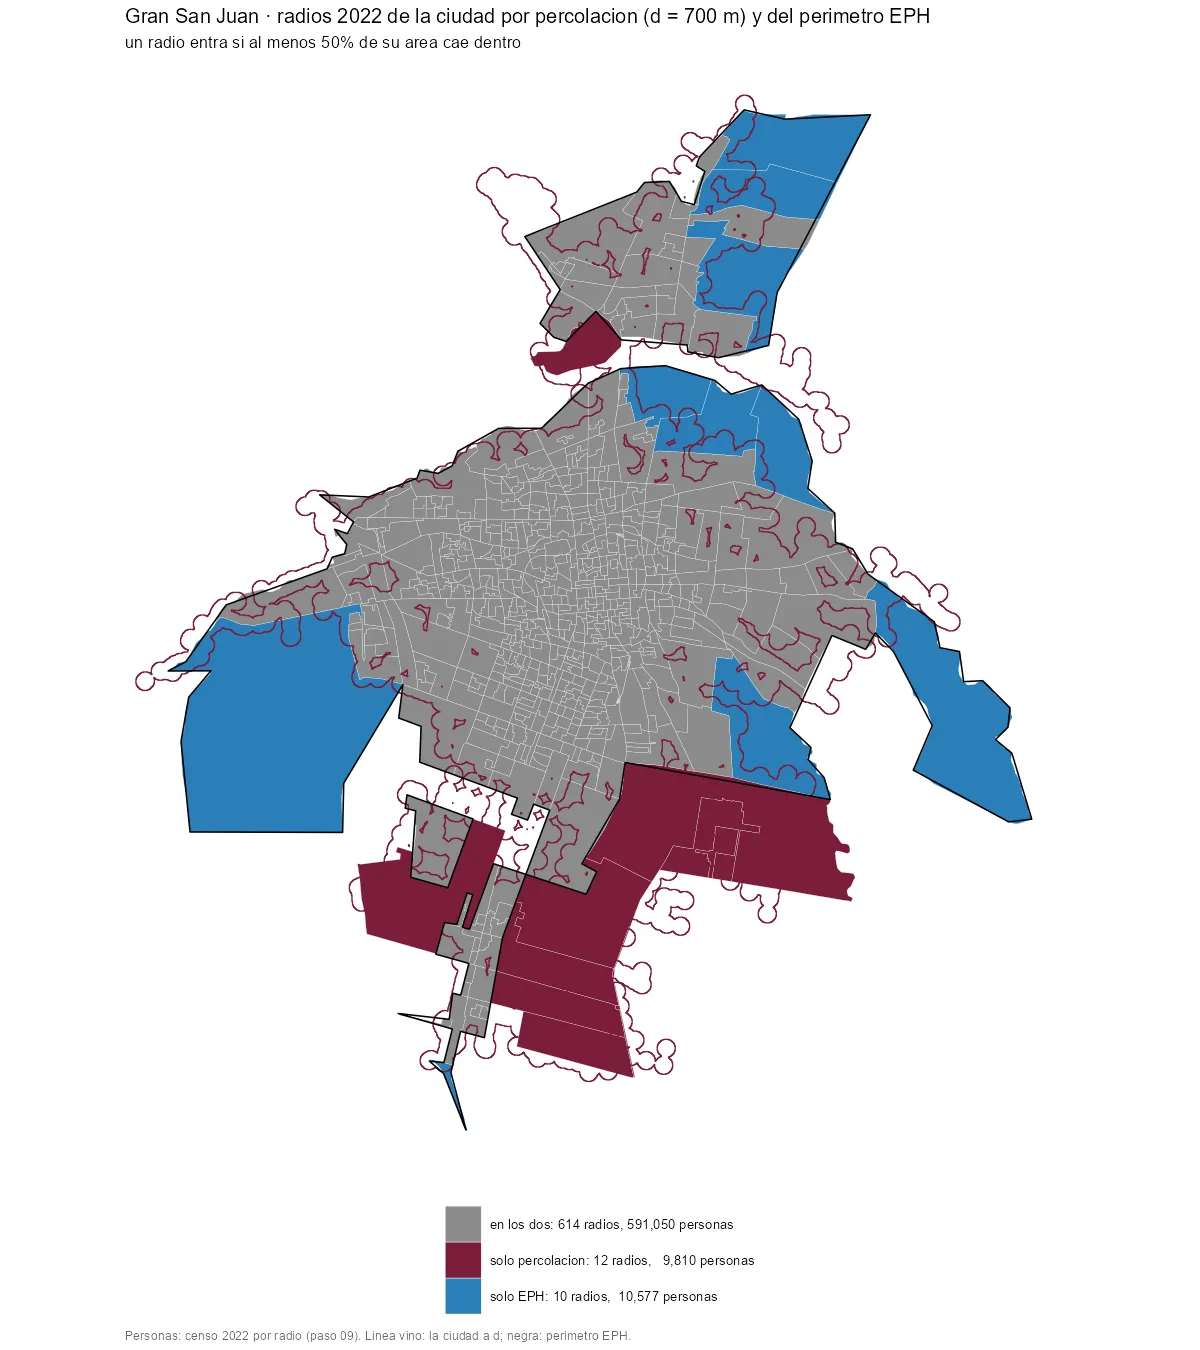 Gran San Juan · radios 2022 de la ciudad por percolacion (d = 700 m) y del perimetro EPH
un radio entra si al menos 50% de su area cae dentro
en los dos: 614 radios, 591,050 personas
solo percolacion: 12 radios, 9,810 personas
solo EPH: 10 radios, 10,577 personas
Personas: censo 2022 por radio (paso 09). Linea vino: la ciudad a d; negra: perimetro EPH.